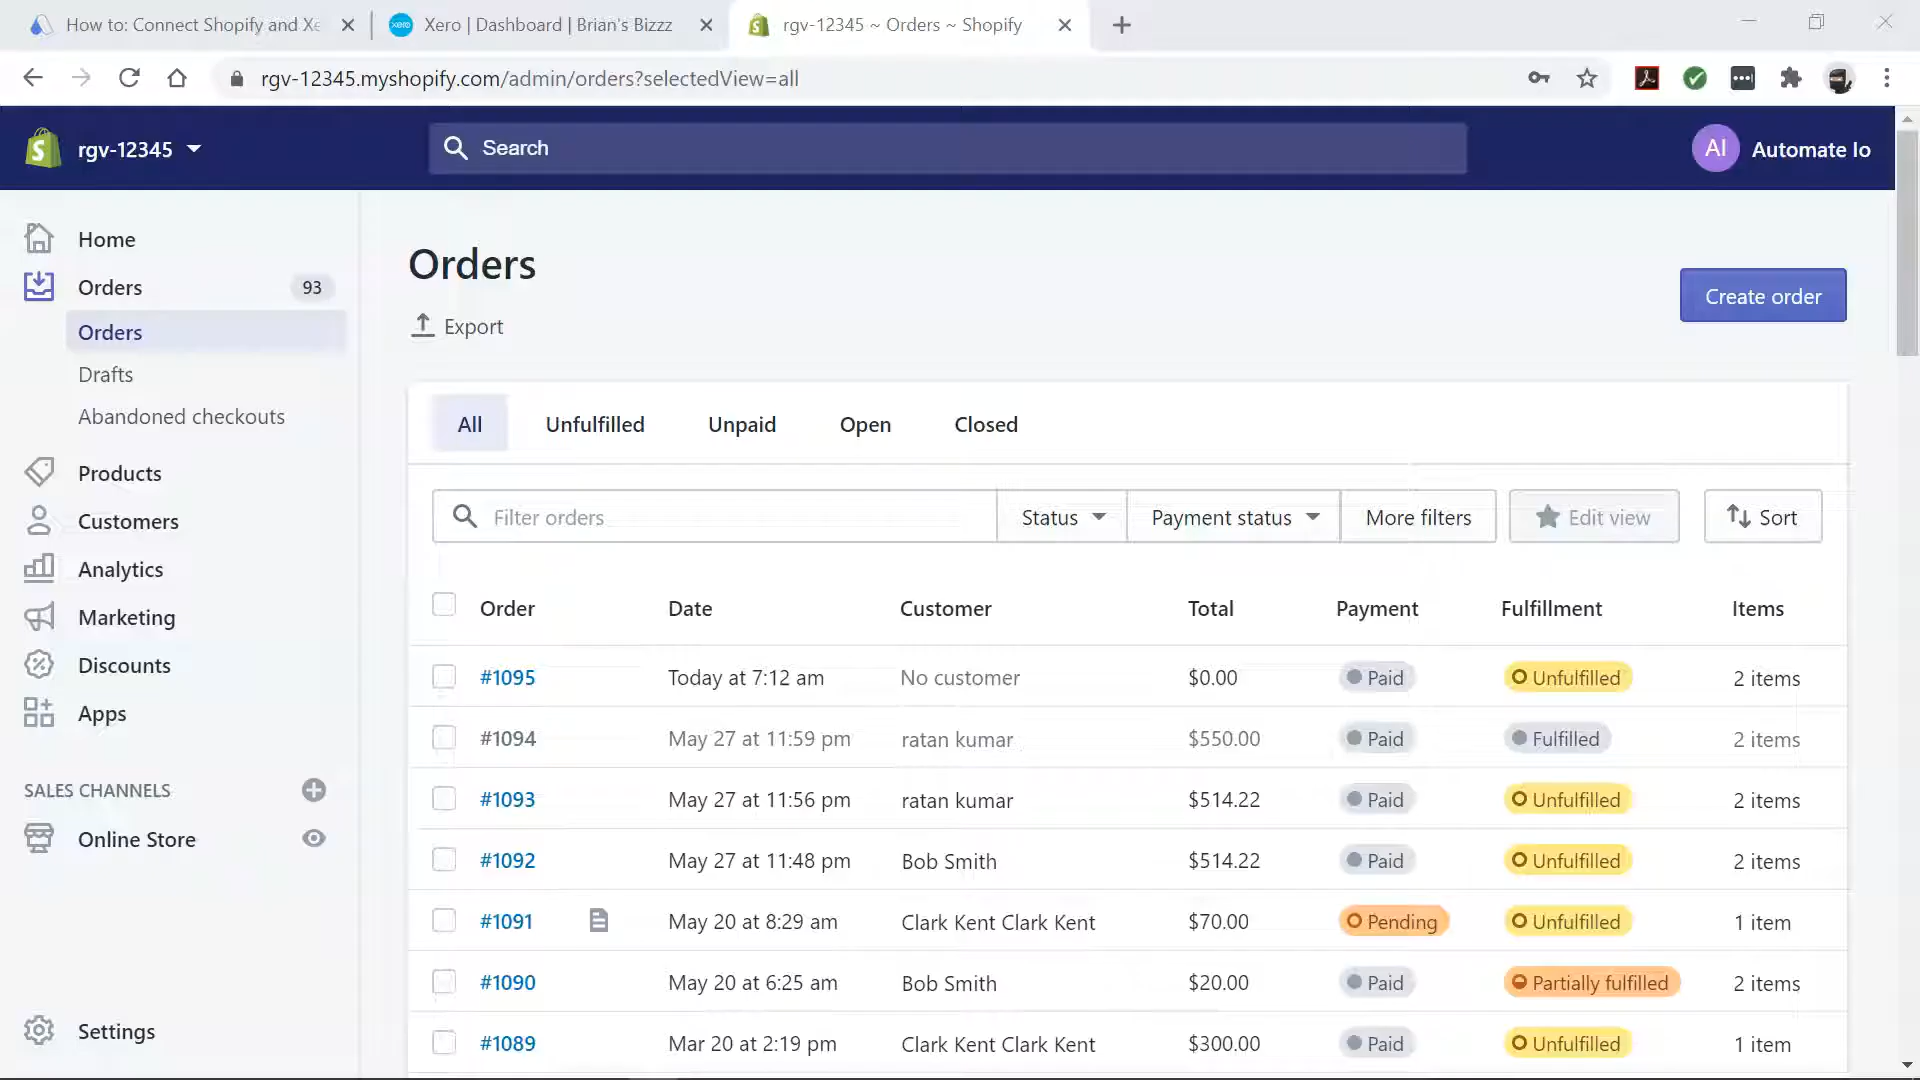 How to: Connect Shopify and Xe
Xero | Dashboard | Brian's Bizzz
rgv-12345 ~ Orders ~ Shopify
rgv-12345.myshopify.com/admin/orders?selectedView=all
rgv-12345
Search
AI
Automate Io
Home
Orders 93
Orders
Drafts
Abandoned checkouts
Products
Customers
Analytics
Marketing
Discounts
Apps
SALES CHANNELS
Online Store
Settings
Orders
Export
Create order
All Unfulfilled Unpaid Open Closed
Filter orders Status Payment status More filters Edit view Sort
Order Date Customer Total Payment Fulfillment Items
#1095 Today at 7:12 am No customer $0.00 Paid Unfulfilled 2 items
#1094 May 27 at 11:59 pm ratan kumar $550.00 Paid Fulfilled 2 items
#1093 May 27 at 11:56 pm ratan kumar $514.22 Paid Unfulfilled 2 items
#1092 May 27 at 11:48 pm Bob Smith $514.22 Paid Unfulfilled 2 items
#1091 May 20 at 8:29 am Clark Kent Clark Kent $70.00 Pending Unfulfilled 1 item
#1090 May 20 at 6:25 am Bob Smith $20.00 Paid Partially fulfilled 2 items
#1089 Mar 20 at 2:19 pm Clark Kent Clark Kent $300.00 Paid Unfulfilled 1 item